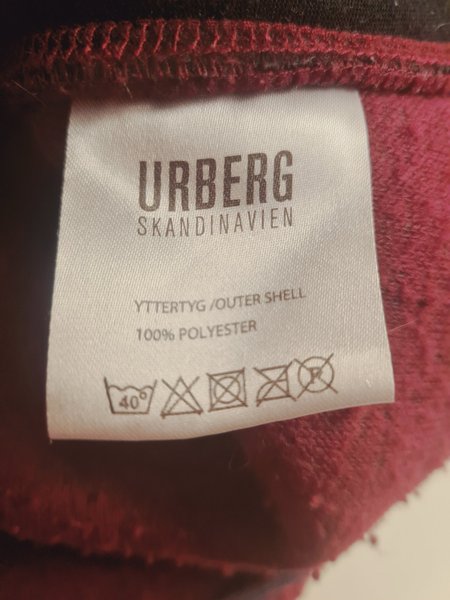 URBERG
SKANDINAVIEN
YTTERTYG /OUTER SHELL
100% POLYESTER
40° P